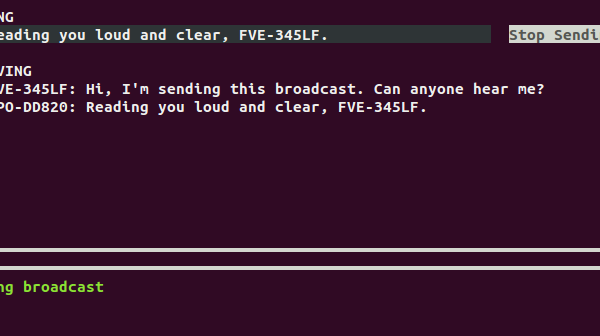 NG
eading you loud and clear, FVE-345LF.
Stop Sendi
VING
VE-345LF: Hi, I'm sending this broadcast. Can anyone hear me?
PO-DD820: Reading you loud and clear, FVE-345LF.
ng broadcast